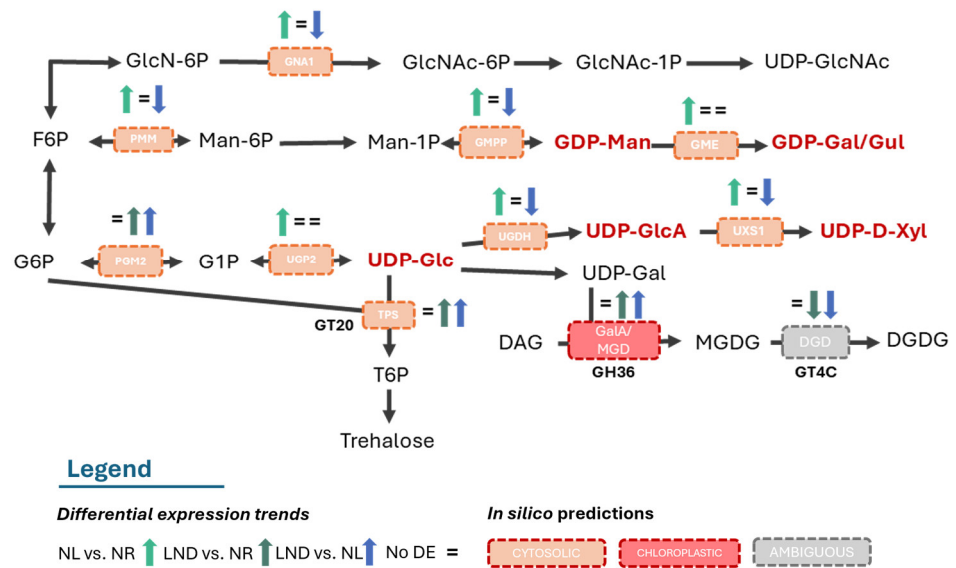 = 
GNA1
GlcN-6P GlcNAc-6P GlcNAc-1P UDP-GlcNAc
= = = =
F6P PMM Man-6P Man-1P GMPP GDP-Man GME GDP-Gal/Gul
= = = = =
UGDH UDP-GlcA UXS1 UDP-D-Xyl
G6P PGM2 G1P UGP2 UDP-Glc
UDP-Gal
GT20 TPS = = =
DAG GalA/ MGDG DGD DGDG
MGD
GH36 GT4C
T6P
Trehalose
Legend
Differential expression trends In silico predictions
NL vs. NR LND vs. NR LND vs. NL No DE = CYTOSOLIC CHLOROPLASTIC AMBIGUOUS